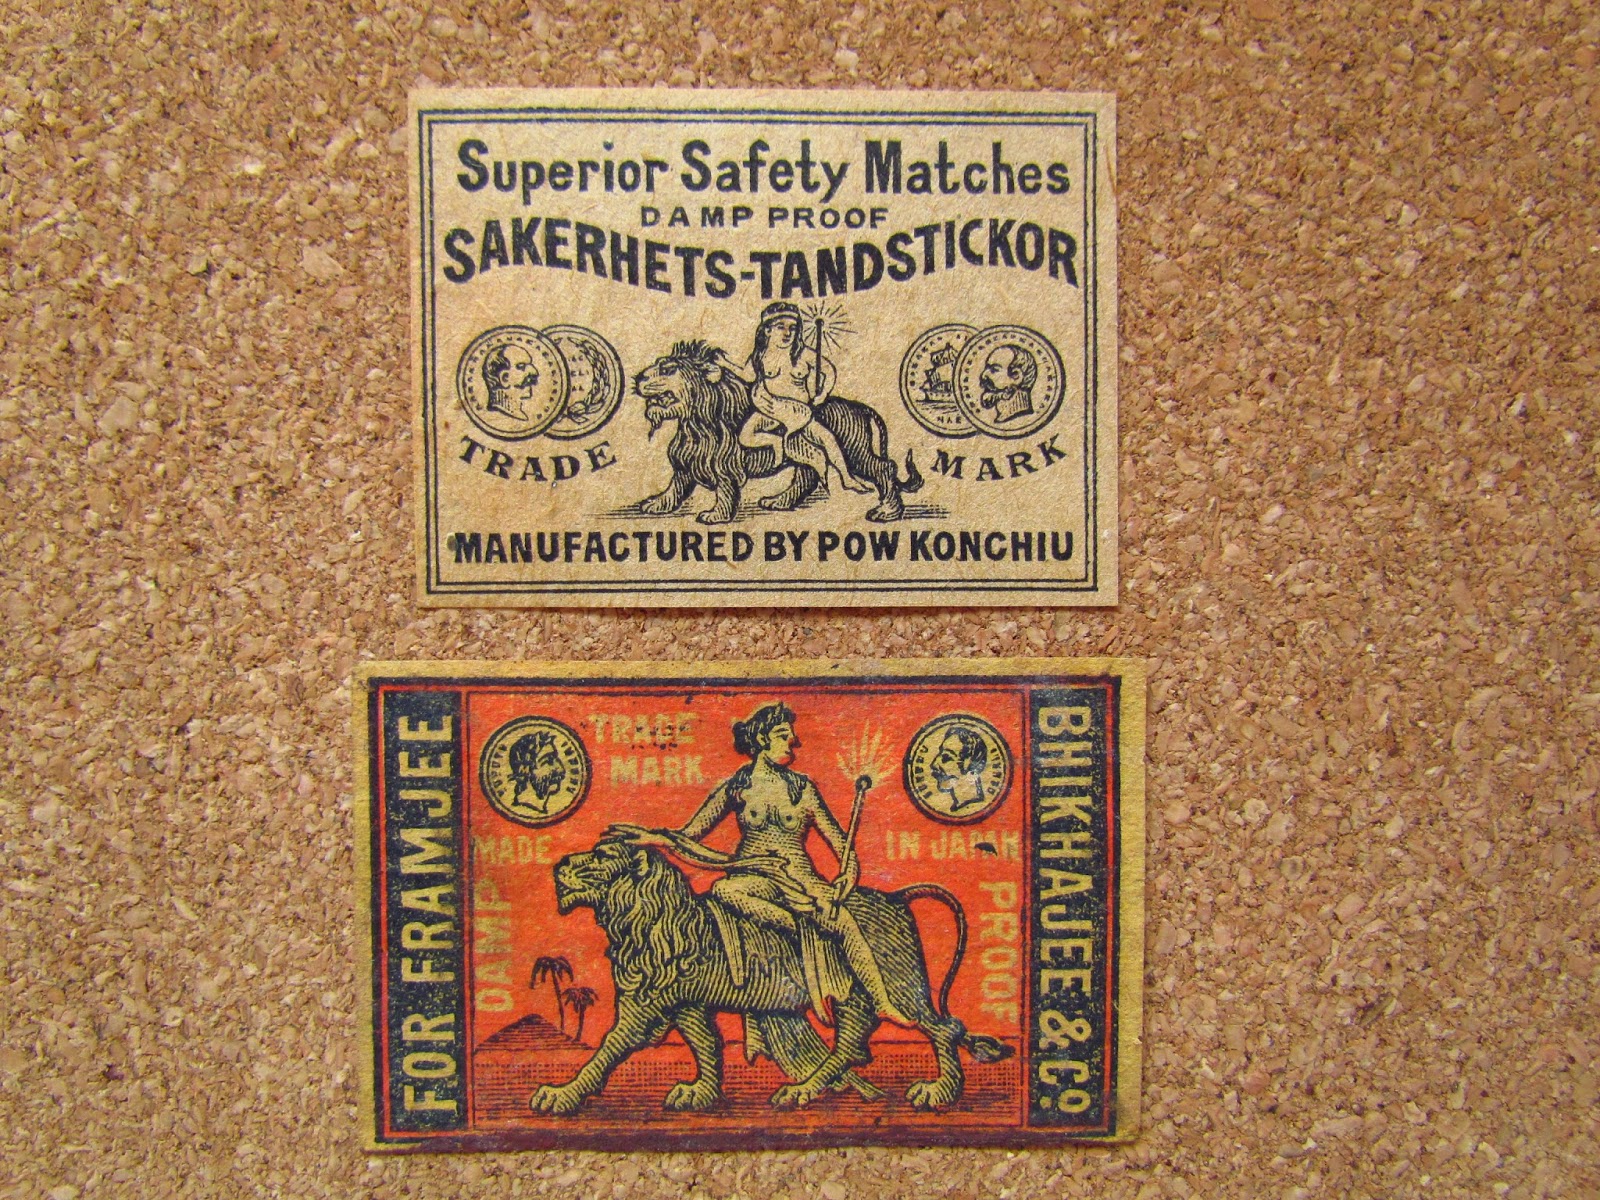 Superior Safety Matches
DAMP PROOF
SAKERHETS-TANDSTICKOR
TRADE MARK
MANUFACTURED BY POW KONCHIU
FOR FRAMJEE
TRADE
MARK
MADE IN JAPAN
DAMP PROOF
BHIKHAJEE & Co.